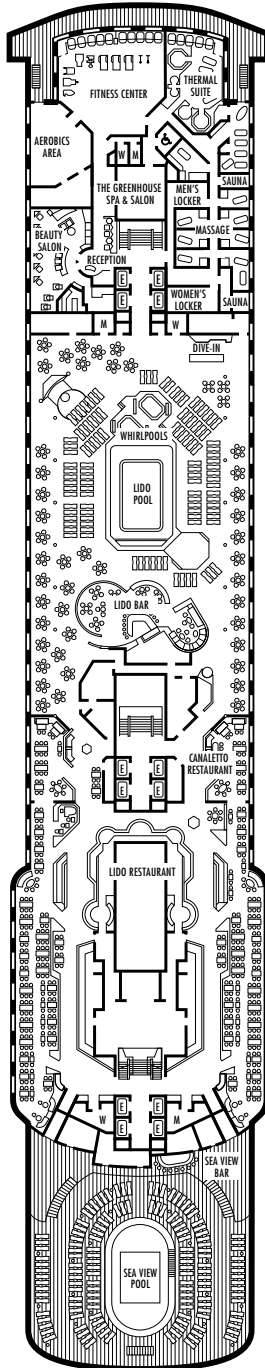 FITNESS CENTER
THERMAL
SUITE
AEROBICS
AREA
W M
THE GREENHOUSE
SPA & SALON
MEN'S
LOCKER
SAUNA
BEAUTY
SALON
MASSAGE
RECEPTION
E E
E E
WOMEN'S
LOCKER
SAUNA
M
W
DIVE-IN
WHIRLPOOLS
LIDO
POOL
LIDO BAR
CANALETTO
RESTAURANT
E E
E E
LIDO RESTAURANT
E E
W
E E
M
SEA VIEW
BAR
SEA VIEW
POOL